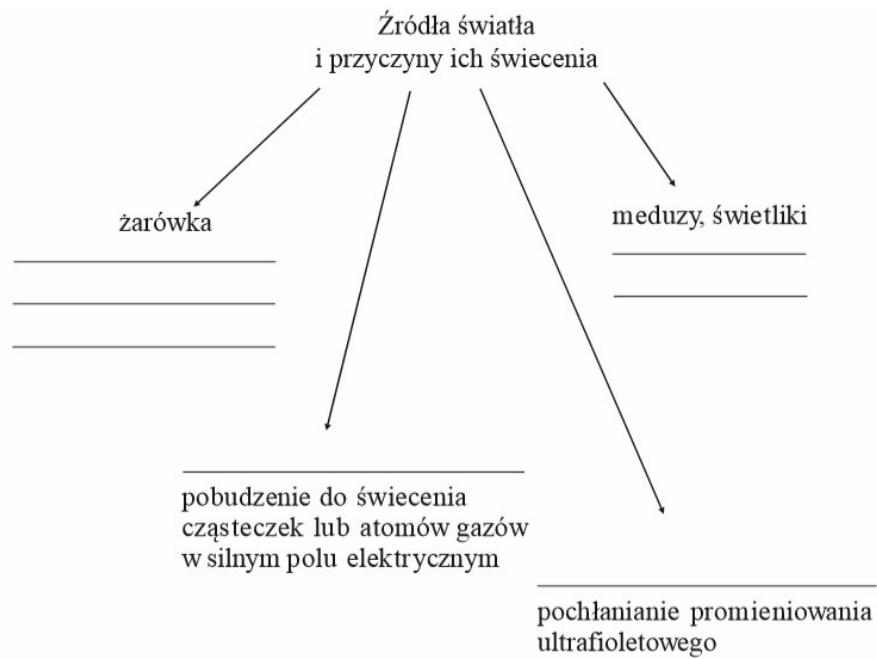 Źródła światła
i przyczyny ich świecenia
żarówka
meduzy, świetliki
pobudzenie do świecenia
cząsteczek lub atomów gazów
w silnym polu elektrycznym
pochłanianie promieniowania
ultrafioletowego